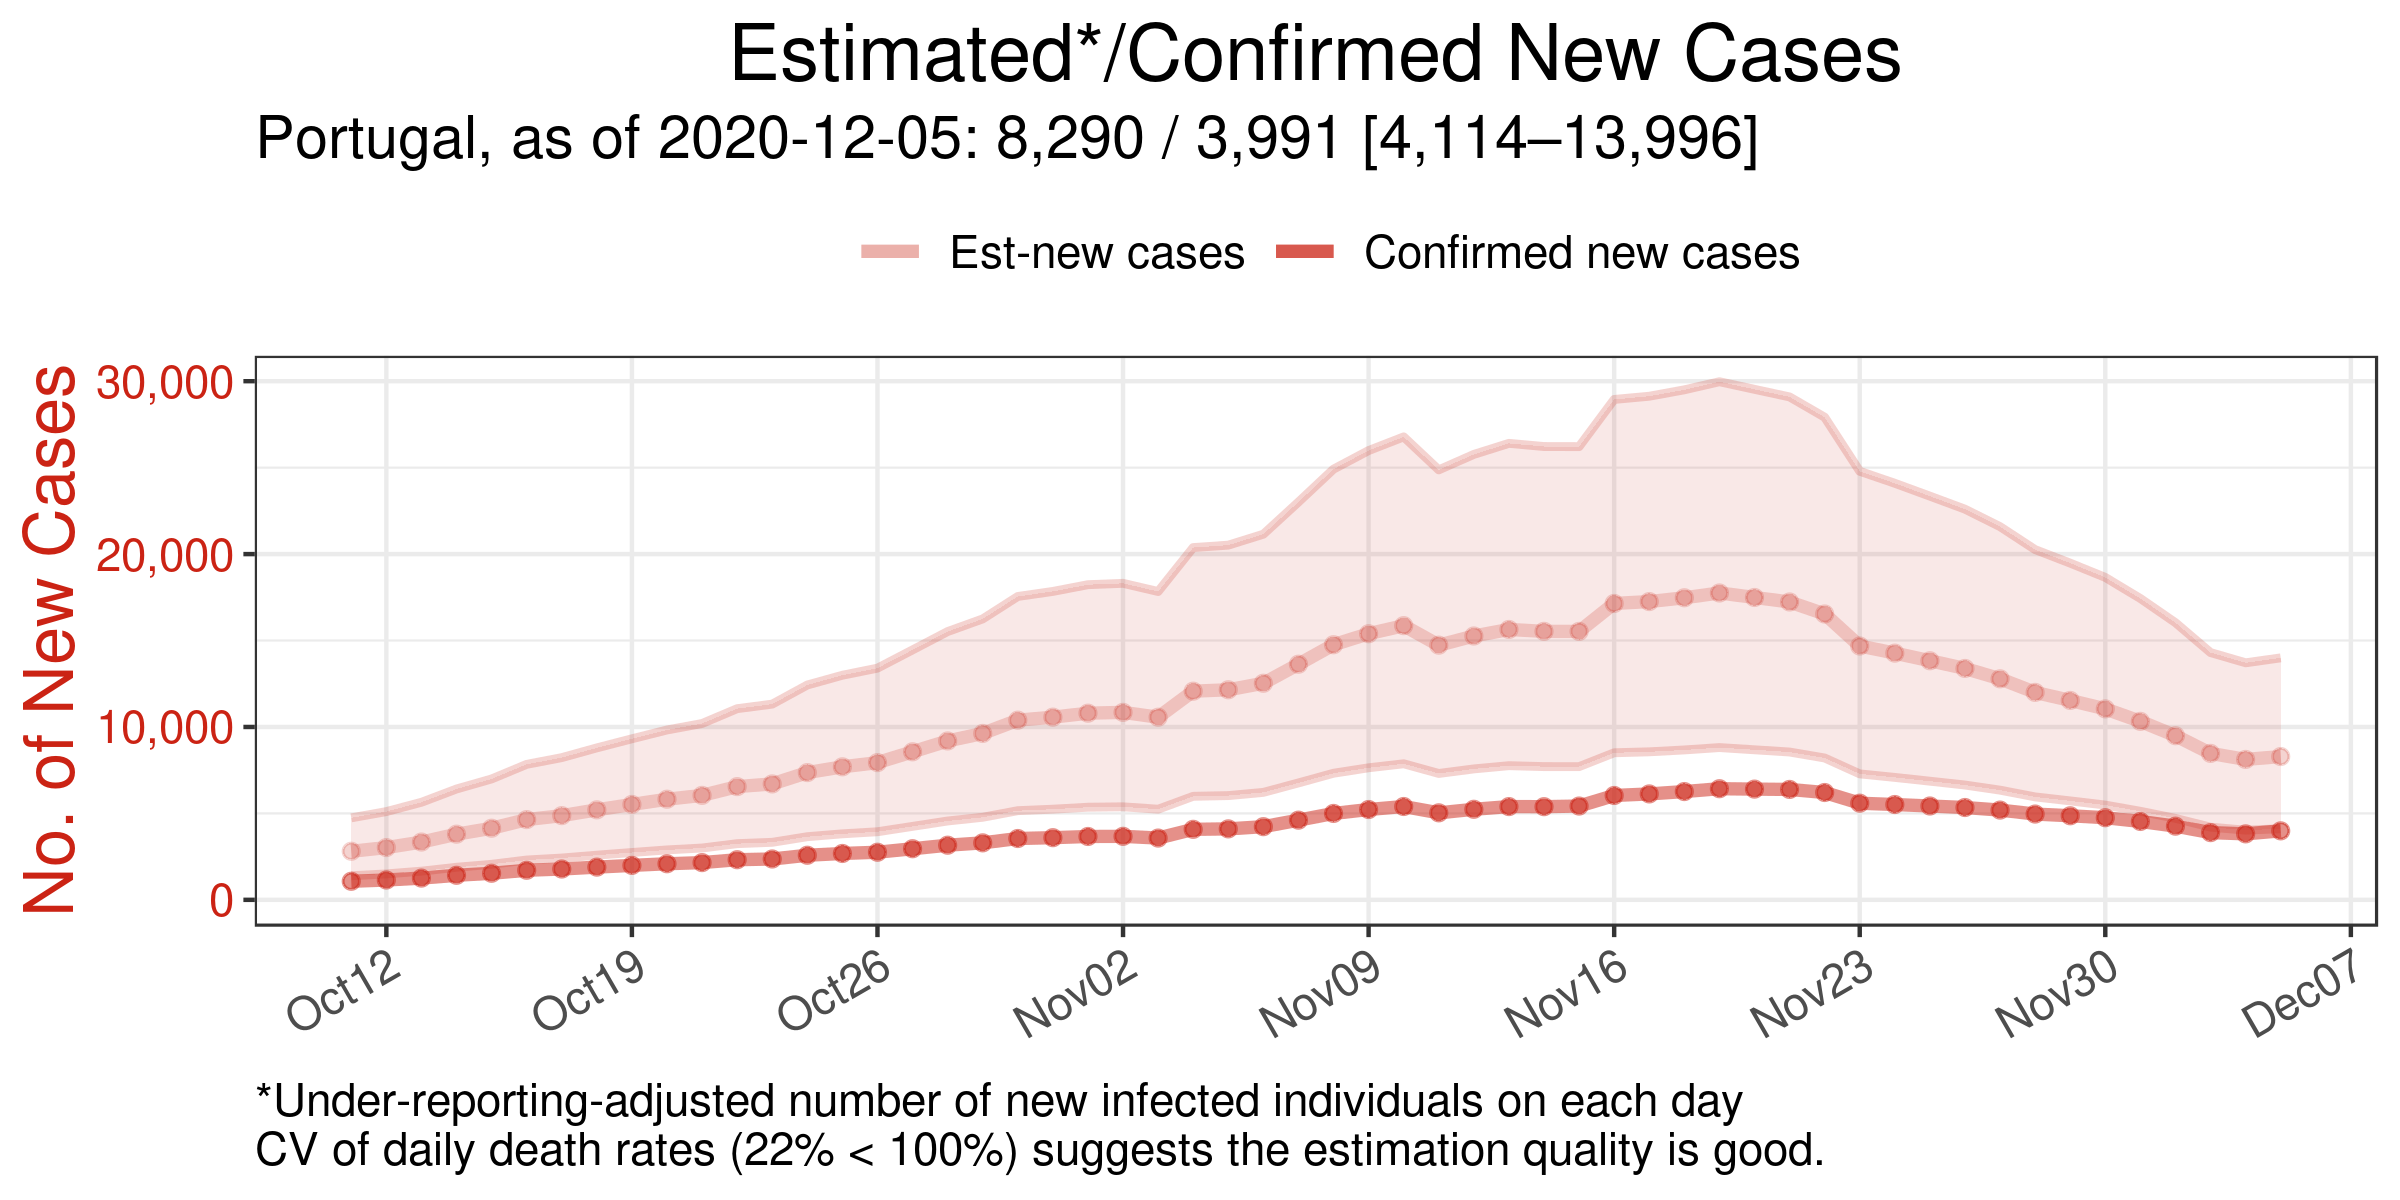 Estimated*/Confirmed New Cases
Portugal, as of 2020-12-05: 8,290 / 3,991 [4,114–13,996]
Est-new cases
Confirmed new cases
No. of New Cases
30,000
20,000
10,000
0
Oct12
Oct19
Oct26
Nov02
Nov09
Nov16
Nov23
Nov30
Dec07
*Under-reporting-adjusted number of new infected individuals on each day
CV of daily death rates (22% < 100%) suggests the estimation quality is good.